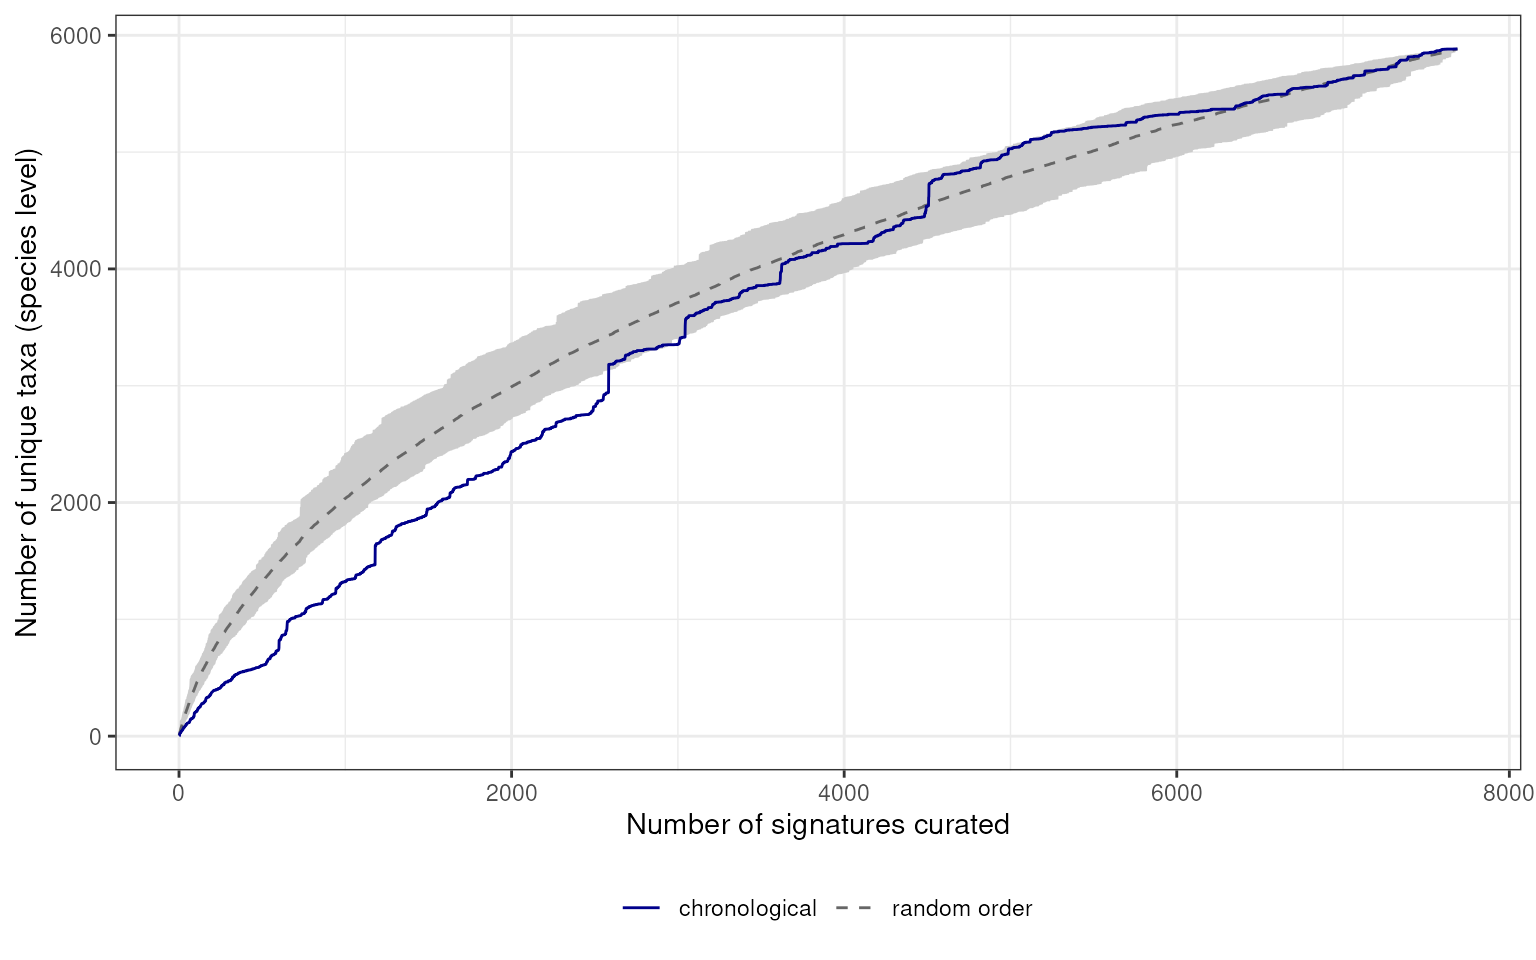 Number of unique taxa (species level)
6000
4000
2000
0
0 2000 4000 6000 8000
Number of signatures curated
chronological random order